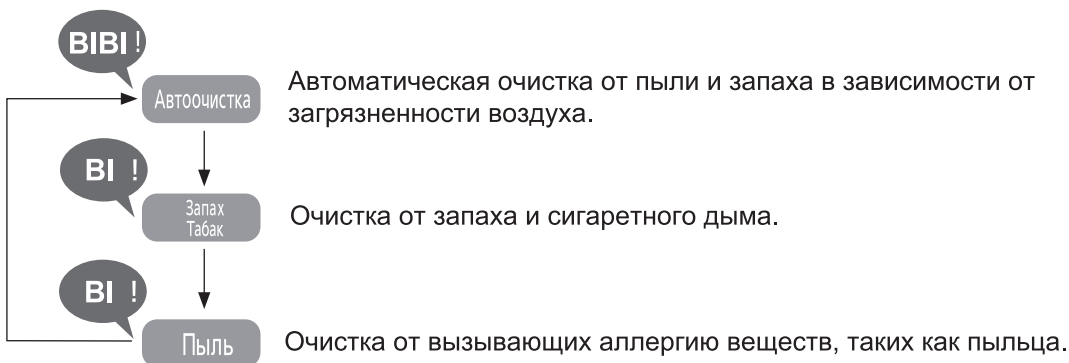 BIBI !
Автоочистка
Автоматическая очистка от пыли и запаха в зависимости от
загрязненности воздуха.
BI !
Запах
Табак
Очистка от запаха и сигаретного дыма.
BI !
Пыль
Очистка от вызывающих аллергию веществ, таких как пыльца.